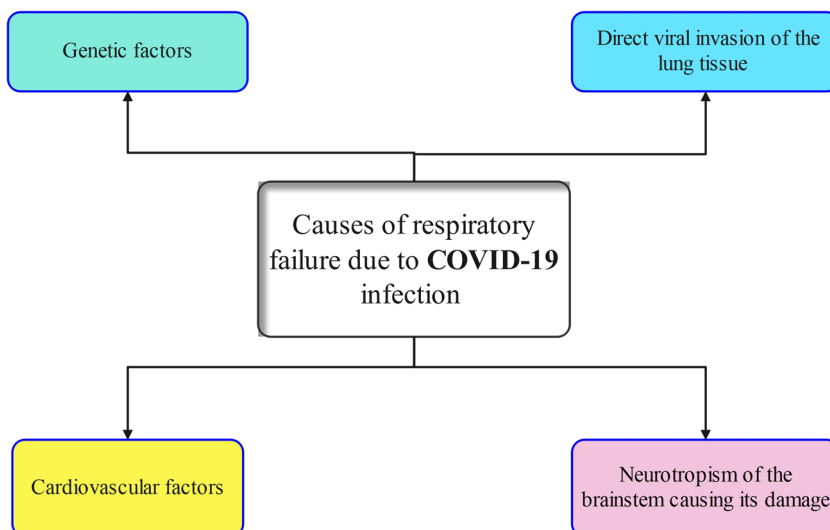 Genetic factors
Direct viral invasion of the
lung tissue
Causes of respiratory
failure due to COVID-19
infection
Cardiovascular factors
Neurotropism of the
brainstem causing its damage